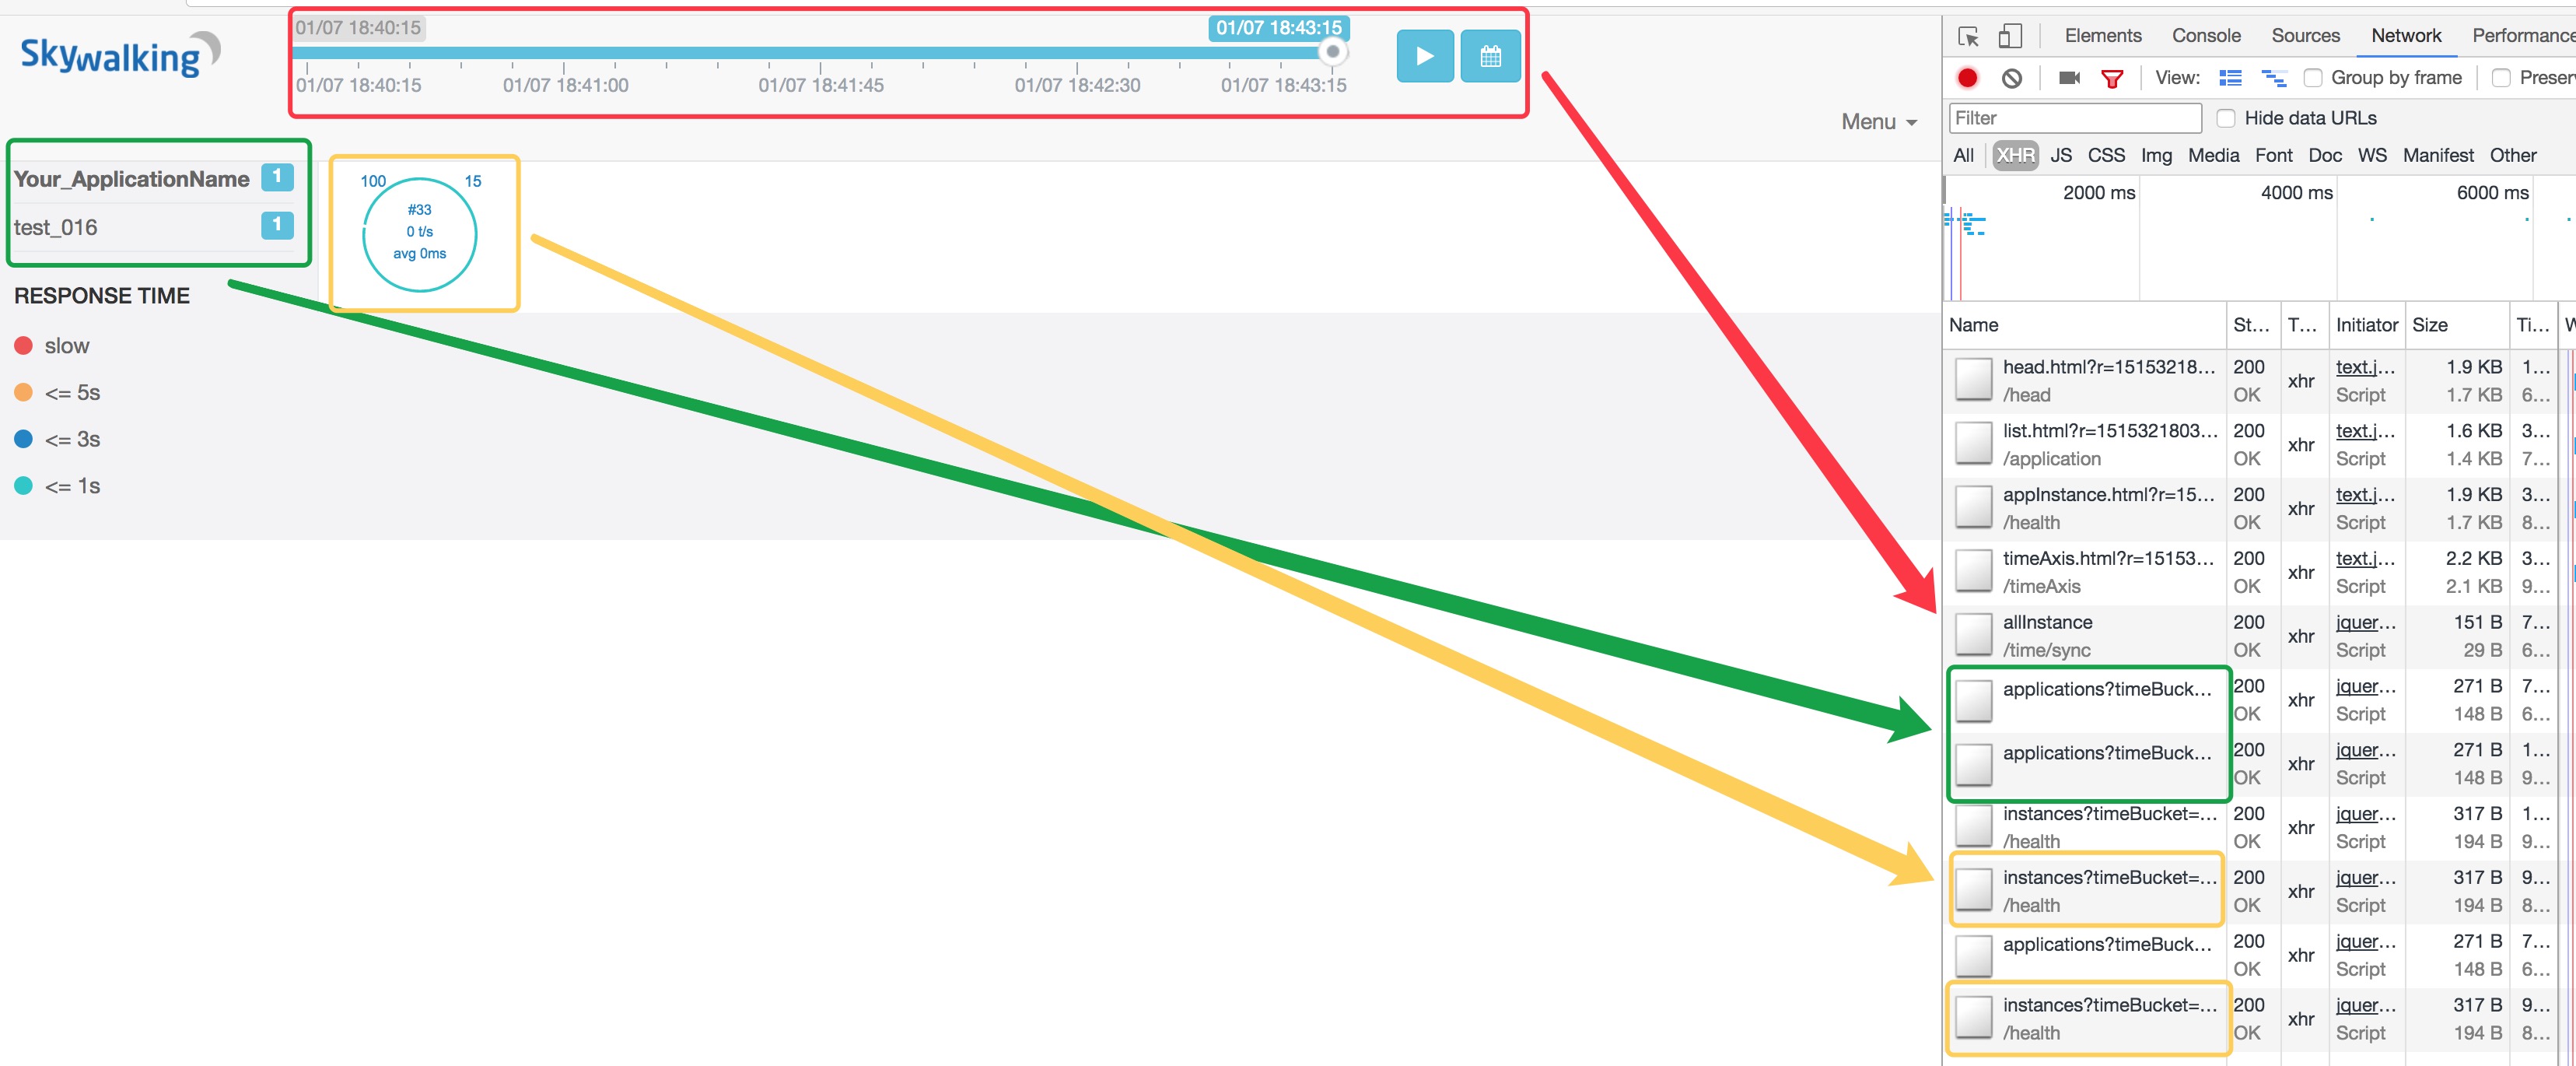 Skywalking
01/07 18:40:15
01/07 18:43:15
01/07 18:40:15
01/07 18:41:00
01/07 18:41:45
01/07 18:42:30
01/07 18:43:15
Menu
Your_ApplicationName 1
test_016 1
100 15
#33
0 t/s
avg 0ms
RESPONSE TIME
slow
<= 5s
<= 3s
<= 1s
Elements Console Sources Network Performance
View: Group by frame Preser
Filter Hide data URLs
All XHR JS CSS Img Media Font Doc WS Manifest Other
2000 ms 4000 ms 6000 ms
Name St... T... Initiator Size Ti... W
head.html?r=15153218... 200 xhr text.j... 1.9 KB 1...
/head OK Script 1.7 KB 6...
list.html?r=1515321803... 200 xhr text.j... 1.6 KB 3...
/application OK Script 1.4 KB 7...
appInstance.html?r=15... 200 xhr text.j... 1.9 KB 3...
/health OK Script 1.7 KB 8...
timeAxis.html?r=15153... 200 xhr text.j... 2.2 KB 3...
/timeAxis OK Script 2.1 KB 9...
allInstance 200 xhr jquer... 151 B 7...
/time/sync OK Script 29 B 6...
applications?timeBuck... 200 xhr jquer... 271 B 7...
OK Script 148 B 6...
applications?timeBuck... 200 xhr jquer... 271 B 1...
OK Script 148 B 9...
instances?timeBucket=... 200 xhr jquer... 317 B 1...
/health OK Script 194 B 9...
instances?timeBucket=... 200 xhr jquer... 317 B 9...
/health OK Script 194 B 8...
applications?timeBuck... 200 xhr jquer... 271 B 7...
OK Script 148 B 6...
instances?timeBucket=... 200 xhr jquer... 317 B 9...
/health OK Script 194 B 8...